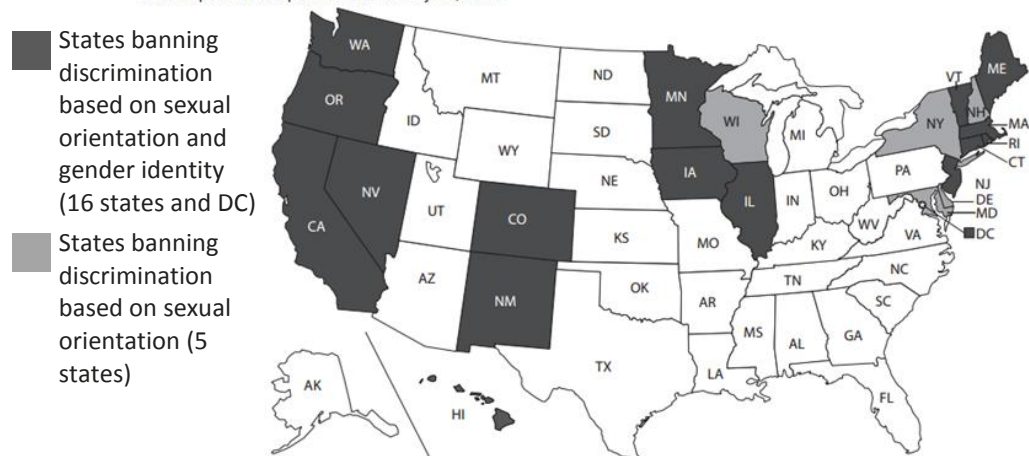 States banning
discrimination
based on sexual
orientation and
gender identity
(16 states and DC)
States banning
discrimination
based on sexual
orientation (5
states)
WA
OR
CA
NV
ID
MT
WY
UT
AZ
CO
NM
ND
SD
NE
KS
OK
TX
MN
IA
MO
AR
LA
WI
IL
MI
IN
OH
KY
TN
MS
AL
GA
FL
SC
NC
VA
WV
PA
NY
VT
NH
ME
MA
RI
CT
NJ
DE
MD
DC
AK
HI